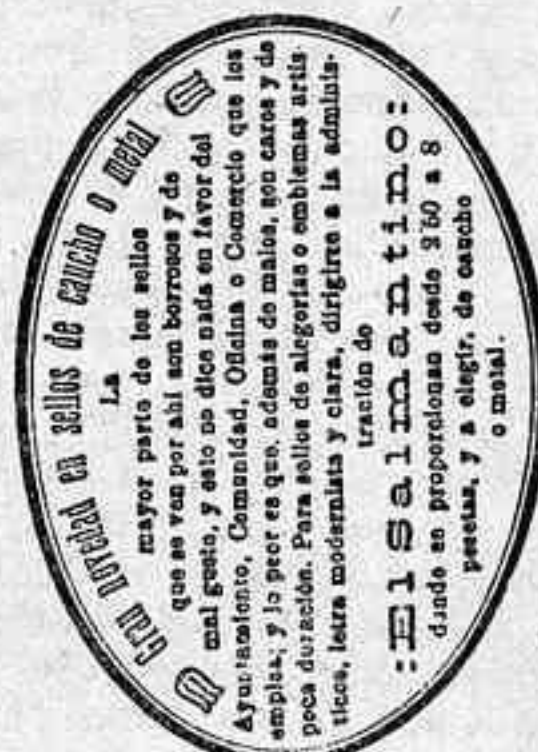 Gran novedad en sellos de caucho o metal
La
mayor parte de los sellos
que se ven por ahí son borrosos y de
mal gusto, y esto no dice nada en favor del
Ayuntamiento, Comunidad, Oficina o Comercio que los
emplea; y lo peor es que, además de malos, son caros y de
poca duración. Para sellos de alegorías o emblemas artís-
ticos, letra modernista y clara, dirigirse a la adminis-
tración de
:El Salmantino:
donde se proporcionan desde 2'50 a 8
pesetas, y a elegir, de caucho
o metal.